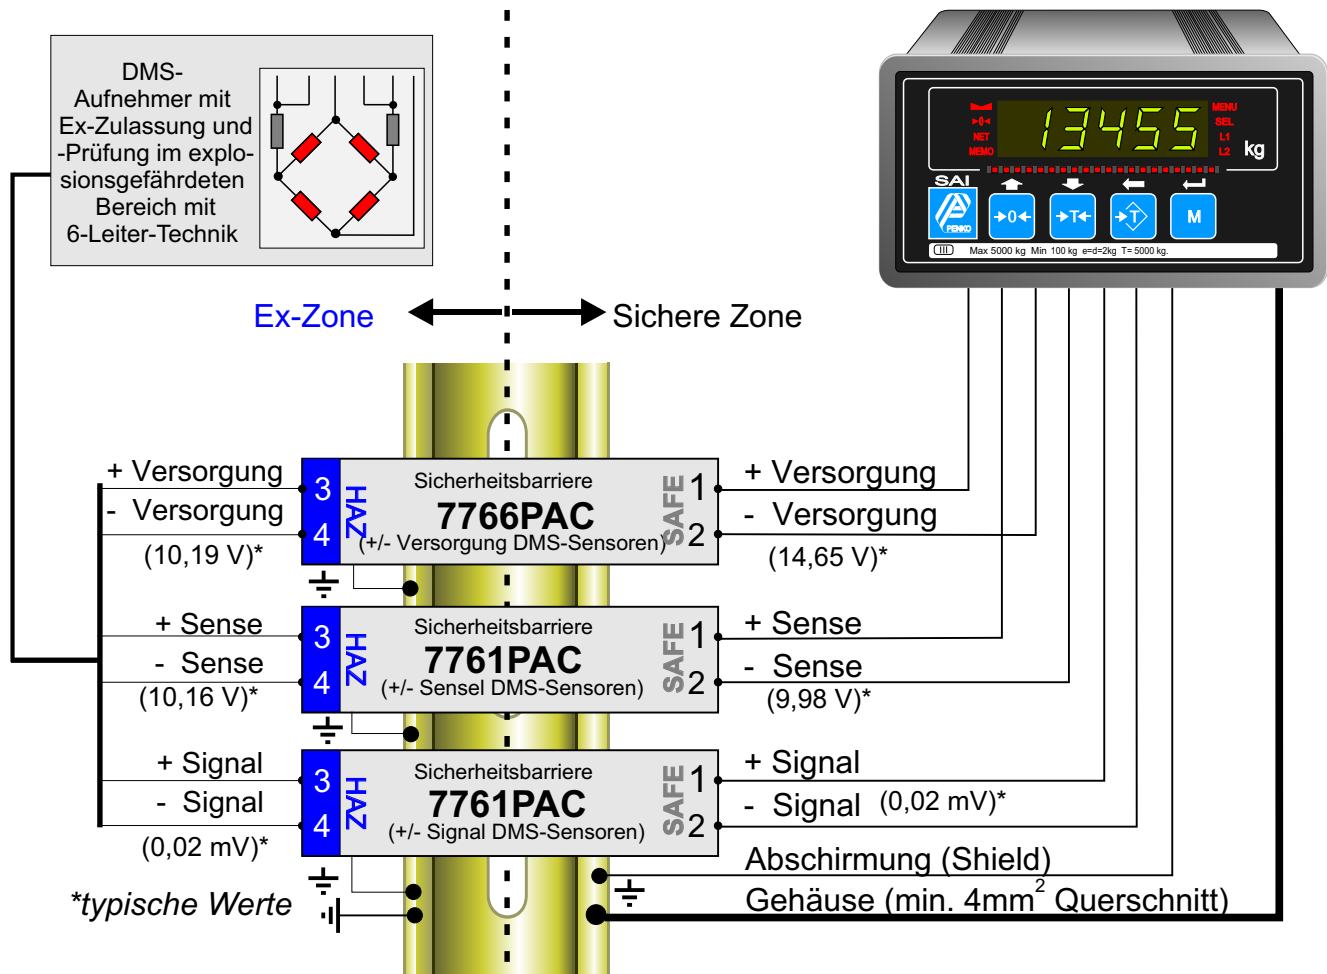 DMS-
Aufnehmer mit
Ex-Zulassung und
-Prüfung im explo-
sionsgefährdeten
Bereich mit
6-Leiter-Technik
13455
kg
►0◄
NET
MEMO
MENU
SEL
L1
L2
SAI
PENKO
→0←
→T←
→T
M
III
Max 5000 kg Min 100 kg e=d=2kg T= 5000 kg.
Ex-Zone
Sichere Zone
+ Versorgung
- Versorgung
(10,19 V)*
3
4
HAZ
Sicherheitsbarriere
7766PAC
(+/- Versorgung DMS-Sensoren)
SAFE
1
2
+ Versorgung
- Versorgung
(14,65 V)*
+ Sense
- Sense
(10,16 V)*
3
4
HAZ
Sicherheitsbarriere
7761PAC
(+/- Sensel DMS-Sensoren)
SAFE
1
2
+ Sense
- Sense
(9,98 V)*
+ Signal
- Signal
(0,02 mV)*
3
4
HAZ
Sicherheitsbarriere
7761PAC
(+/- Signal DMS-Sensoren)
SAFE
1
2
+ Signal
- Signal (0,02 mV)*
Abschirmung (Shield)
Gehäuse (min. 4mm² Querschnitt)
*typische Werte